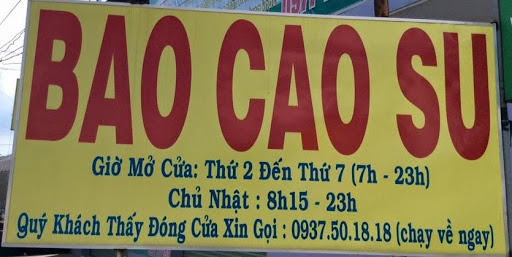 BAO CAO SU
Giờ Mở Cửa: Thứ 2 Đến Thứ 7 (7h - 23h)
Chủ Nhật : 8h15 - 23h
Quý Khách Thấy Đóng Cửa Xin Gọi : 0937.50.18.18 (chạy về ngay)